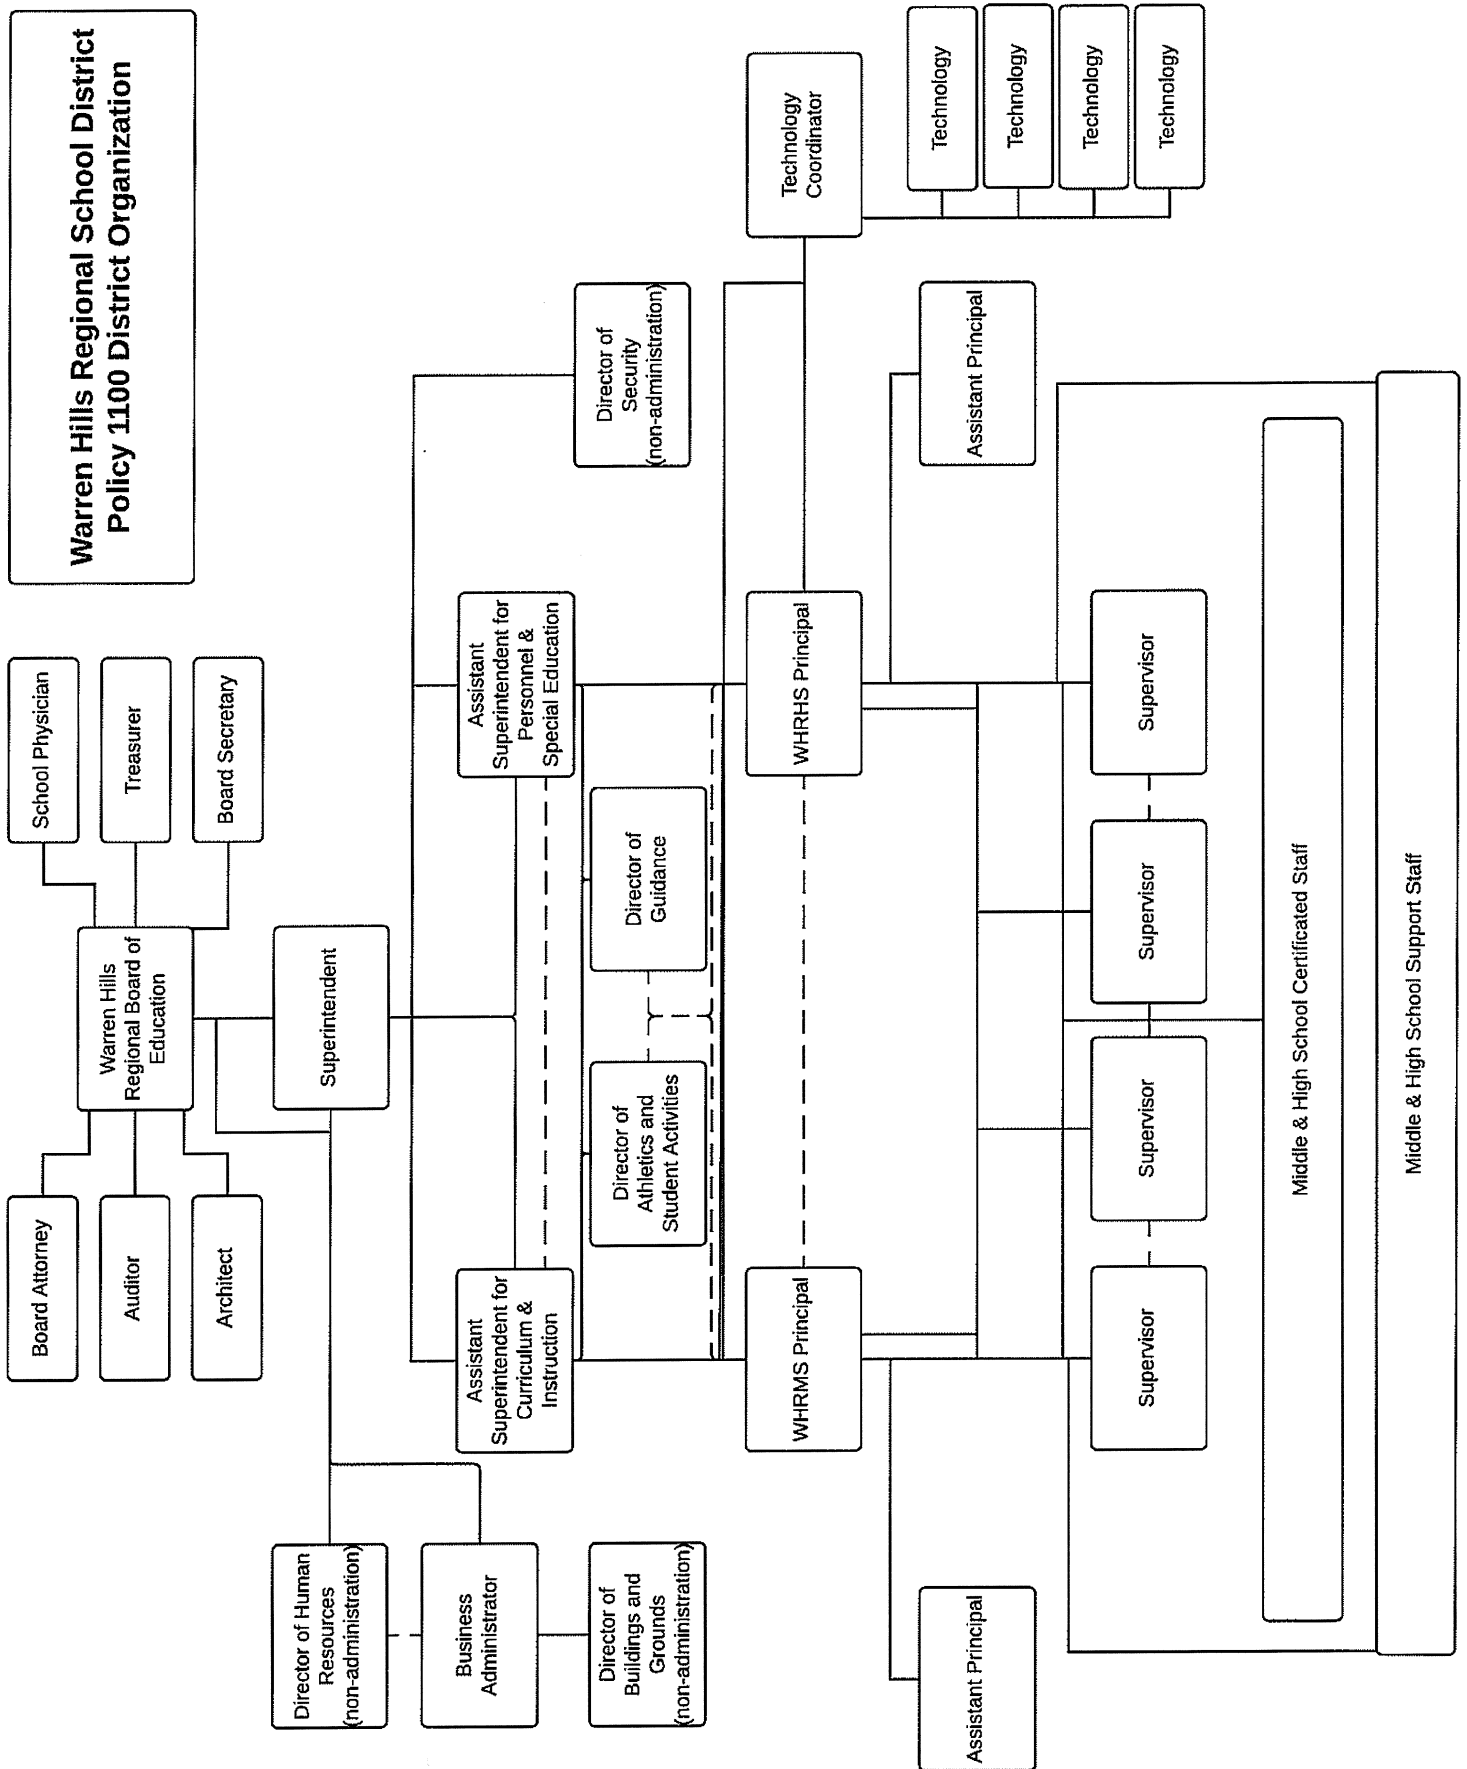 Warren Hills Regional School District
Policy 1100 District Organization
Board Attorney
Auditor
Architect
Warren Hills
Regional Board of
Education
School Physician
Treasurer
Board Secretary
Superintendent
Director of Human
Resources
(non-administration)
Business
Administrator
Director of
Buildings and
Grounds
(non-administration)
Assistant
Superintendent for
Curriculum &
Instruction
Assistant
Superintendent for
Personnel &
Special Education
Director of
Security
(non-administration)
Director of
Athletics and
Student Activities
Director of
Guidance
WHRMS Principal
WHRHS Principal
Technology
Coordinator
Technology
Technology
Technology
Technology
Assistant Principal
Assistant Principal
Supervisor
Supervisor
Supervisor
Supervisor
Middle & High School Certificated Staff
Middle & High School Support Staff